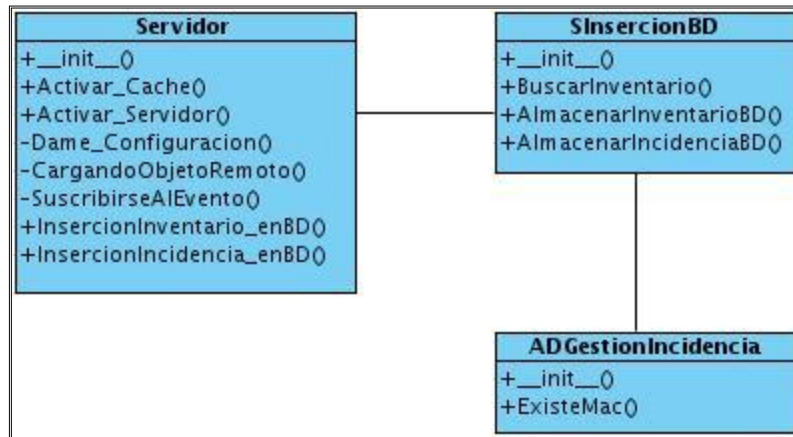 Servidor
+__init__()
+Activar_Cache()
+Activar_Servidor()
-Dame_Configuracion()
-CargandoObjetoRemoto()
-SuscribirseAlEvento()
+InsercionInventario_enBD()
+InsercionIncidencia_enBD()
SInsercionBD
+__init__()
+BuscarInventario()
+AlmacenarInventarioBD()
+AlmacenarIncidenciaBD()
ADGestionIncidencia
+__init__()
+ExisteMac()